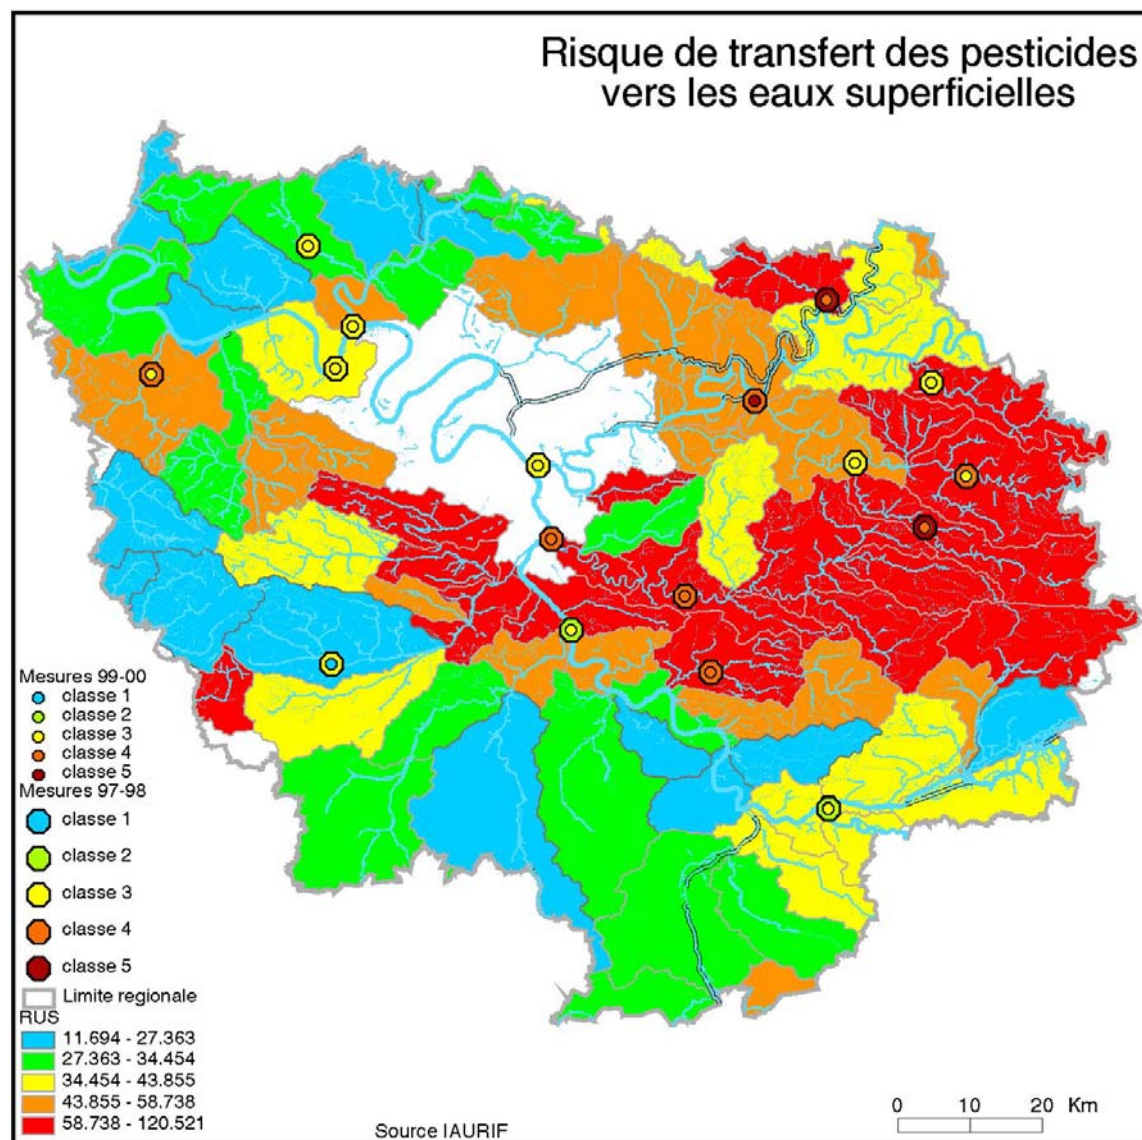 Risque de transfert des pesticides
vers les eaux superficielles
Mesures 99-00
classe 1
classe 2
classe 3
classe 4
classe 5
Mesures 97-98
classe 1
classe 2
classe 3
classe 4
classe 5
Limite regionale
RUS
11.694 - 27.363
27.363 - 34.454
34.454 - 43.855
43.855 - 58.738
58.738 - 120.521
Source IAURIF
0 10 20 Km